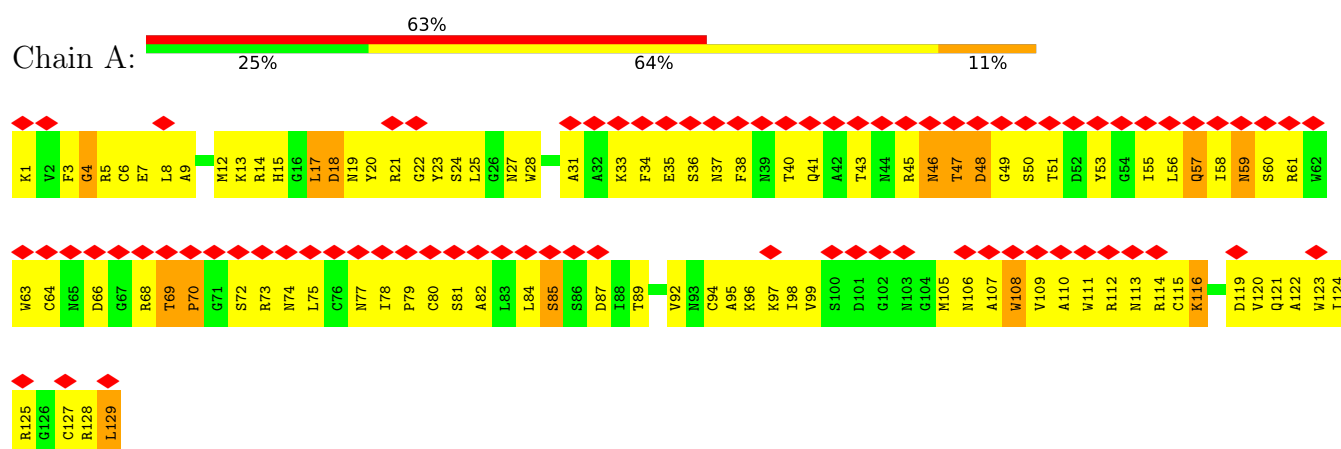 63%
Chain A:
25% 64% 11%
K1 V2 F3 G4 R5 C6 E7 L8 A9 M12 K13 R14 H15 G16 L17 D18 N19 Y20 R21 G22 Y23 S24 L25 G26 N27 W28 A31 A32 K33 F34 E35 S36 N37 F38 N39 T40 Q41 A42 T43 N44 R45 N46 T47 D48 G49 S50 T51 D52 Y53 G54 I55 L56 Q57 I58 N59 S60 R61 W62
W63 C64 N65 D66 G67 R68 T69 P70 G71 S72 R73 N74 L75 C76 N77 I78 P79 C80 S81 A82 L83 L84 S85 S86 D87 I88 T89 V92 N93 C94 A95 K96 K97 I98 V99 S100 D101 G102 N103 G104 M105 N106 A107 W108 V109 A110 W111 R112 N113 R114 C115 K116 D119 V120 Q121 A122 W123 I124
R125 G126 C127 R128 L129